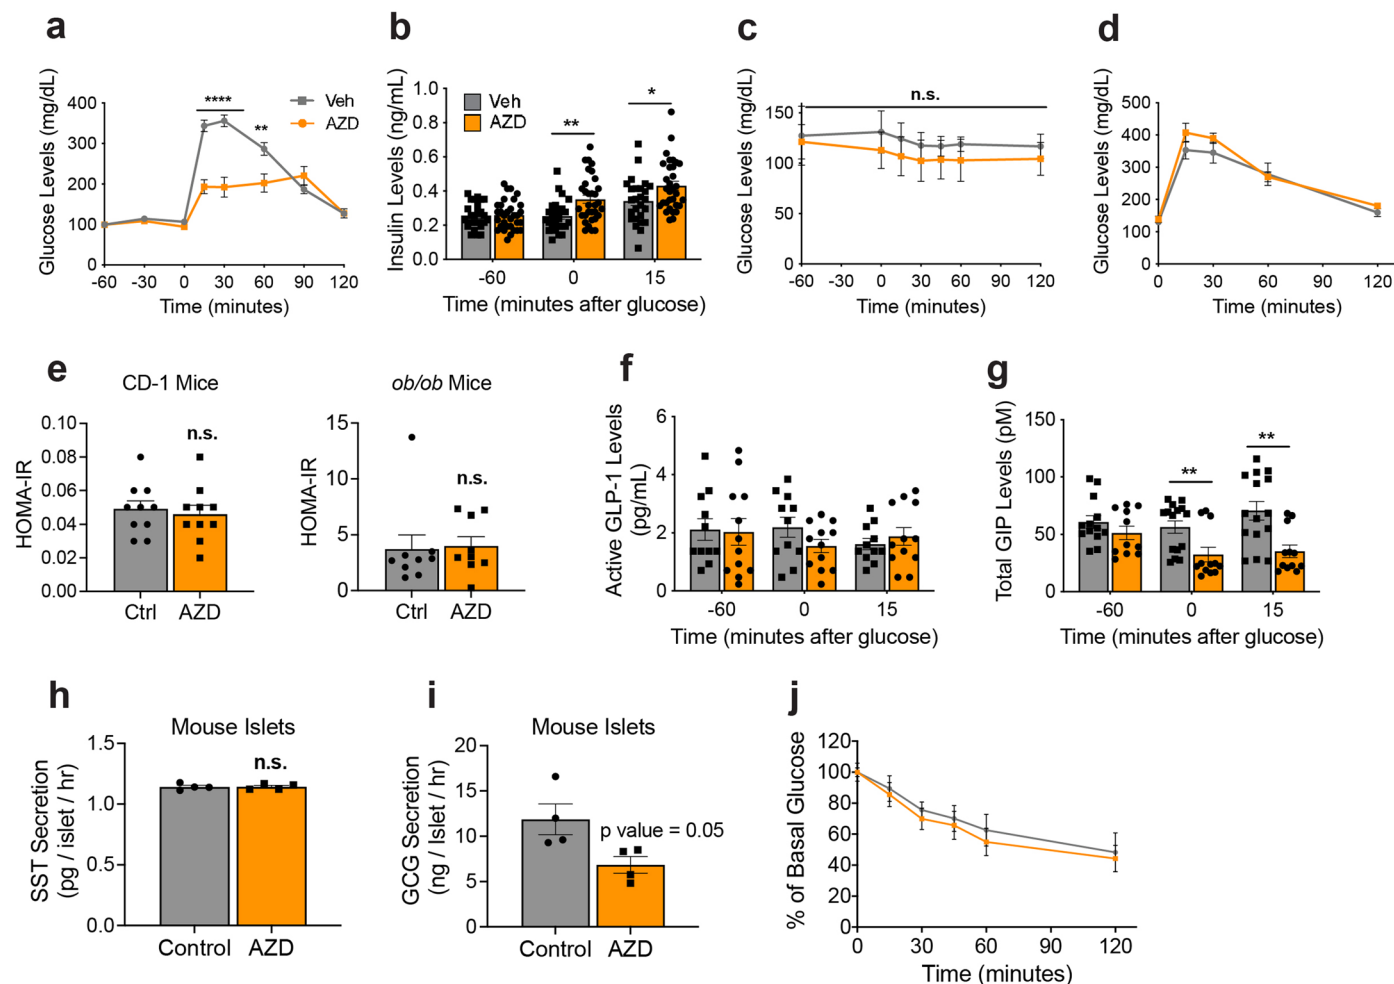 a
Glucose Levels (mg/dL)
400
300
200
100
0
-60
-30
0
30
60
90
120
Time (minutes)
****
**
Veh
AZD
b
Insulin Levels (ng/mL)
1.0
0.8
0.6
0.4
0.2
0.0
Veh
AZD
**
*
-60
0
15
Time (minutes after glucose)
c
Glucose Levels (mg/dL)
150
100
50
0
n.s.
-60
-30
0
30
60
90
120
Time (minutes)
d
Glucose Levels (mg/dL)
500
400
300
200
100
0
0
30
60
90
120
Time (minutes)
e
CD-1 Mice
HOMA-IR
0.10
0.08
0.06
0.04
0.02
0.00
n.s.
Ctrl
AZD
ob/ob Mice
HOMA-IR
15
10
5
0
n.s.
Ctrl
AZD
f
Active GLP-1 Levels
(pg/mL)
6
4
2
0
-60
0
15
Time (minutes after glucose)
g
Total GIP Levels (pM)
150
100
50
0
**
**
-60
0
15
Time (minutes after glucose)
h
Mouse Islets
SST Secretion
(pg / islet / hr)
1.5
1.0
0.5
0.0
n.s.
Control
AZD
i
Mouse Islets
GCG Secretion
(ng / Islet / hr)
20
15
10
5
0
p value = 0.05
Control
AZD
j
% of Basal Glucose
120
100
80
60
40
20
0
0
30
60
90
120
Time (minutes)